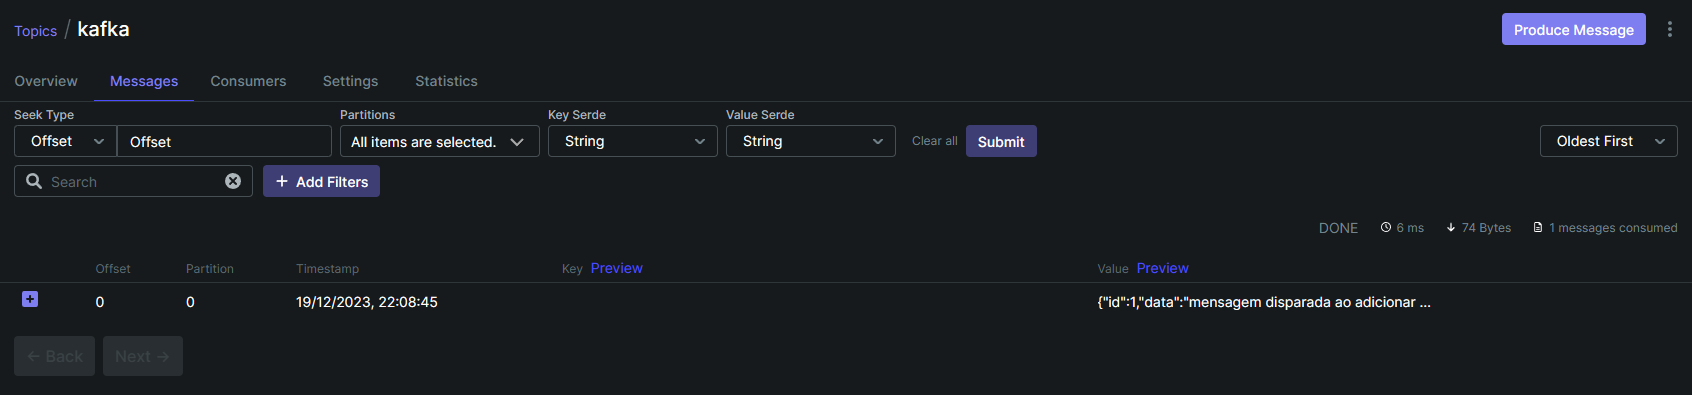 Topics / kafka
Produce Message
Overview Messages Consumers Settings Statistics
Seek Type Partitions Key Serde Value Serde
Offset Offset All items are selected. String String Clear all Submit Oldest First
Search + Add Filters
DONE 6 ms 74 Bytes 1 messages consumed
Offset Partition Timestamp Key Preview Value Preview
0 0 19/12/2023, 22:08:45 {"id":1,"data":"mensagem disparada ao adicionar ...
← Back Next →